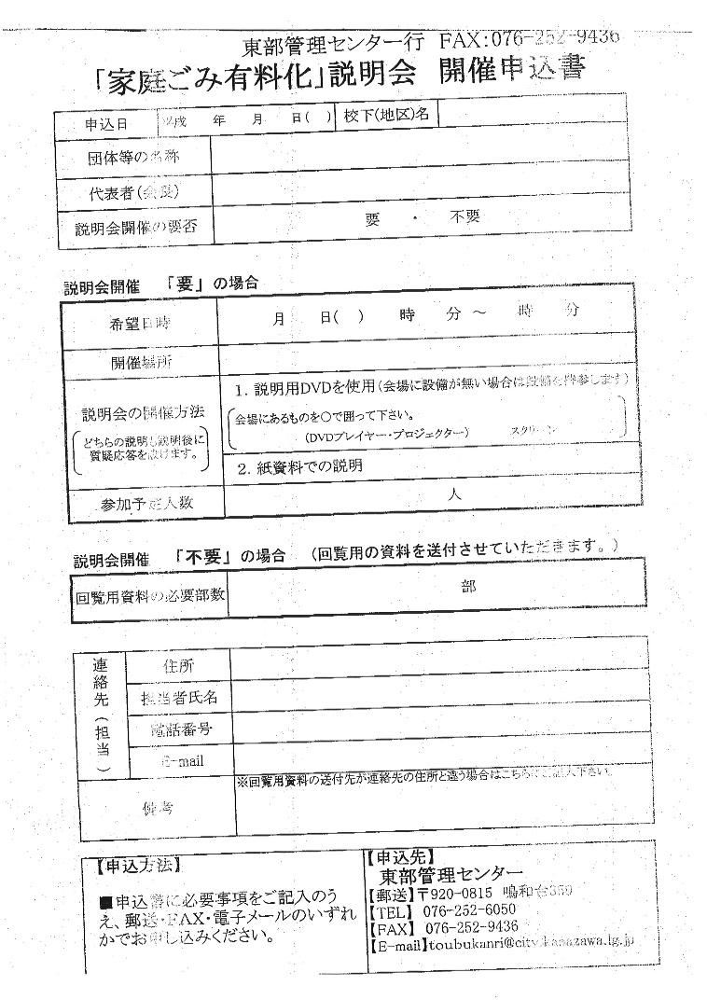 東部管理センター行 FAX:076-252-9436
「家庭ごみ有料化」説明会 開催申込書
申込日 平成 年 月 日( ) 校下(地区)名
団体等の名称
代表者(会長)
説明会開催の要否 要 ・ 不要
説明会開催 「要」の場合
希望日時 月 日( ) 時 分 ~ 時 分
開催場所
説明会の開催方法
どちらの説明も説明後に
質疑応答を設けます。
1. 説明用DVDを使用(会場に設備が無い場合は設備を持参します)
会場にあるものを○で囲って下さい。
(DVDプレイヤー・プロジェクター) スクリーン
2. 紙資料での説明
参加予定人数 人
説明会開催 「不要」の場合 (回覧用の資料を送付させていただきます。)
回覧用資料の必要部数 部
連絡先(担当)
住所
担当者氏名
電話番号
E-mail
備考
※回覧用資料の送付先が連絡先の住所と違う場合はこちらにご記入下さい。
【申込方法】
■申込書に必要事項をご記入のう
え、郵送・FAX・電子メールのいずれ
かでお申し込みください。
【申込先】
東部管理センター
【郵送】〒920-0815 鳴和台359
【TEL】 076-252-6050
【FAX】 076-252-9436
【E-mail】toubukanri@city.kanazawa.lg.jp